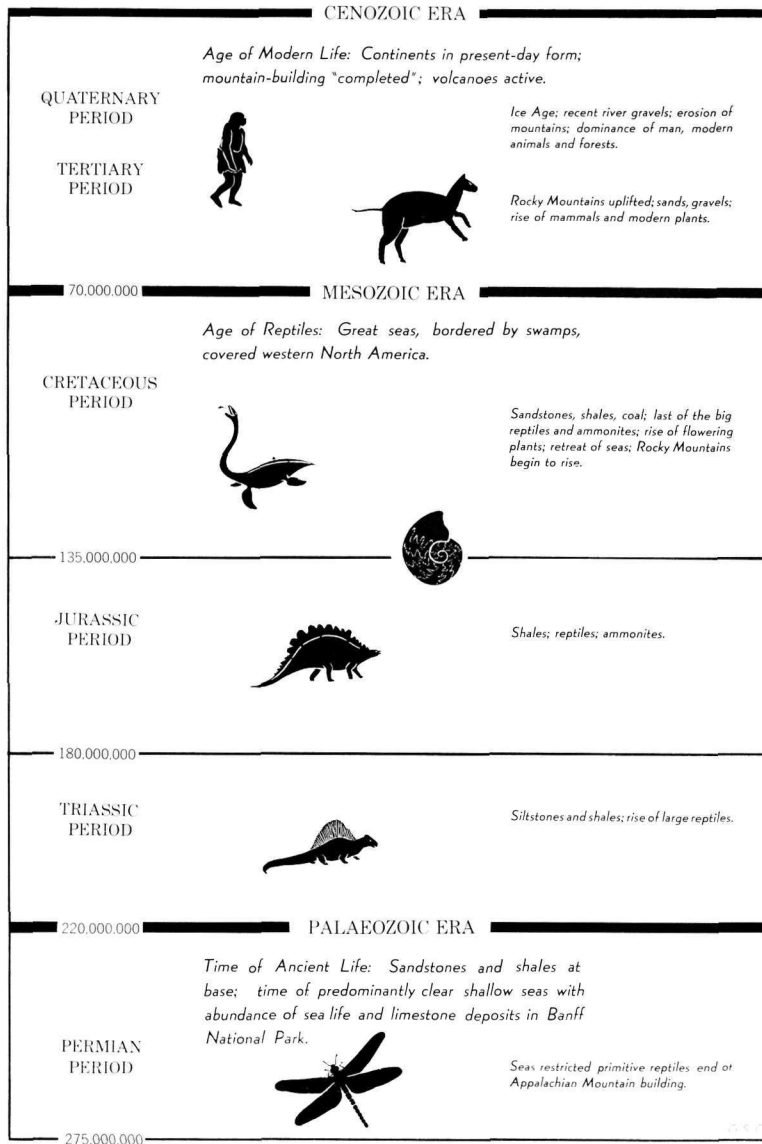 CENOZOIC ERA
Age of Modern Life: Continents in present-day form;
mountain-building "completed"; volcanoes active.
QUATERNARY
PERIOD
Ice Age; recent river gravels; erosion of
mountains; dominance of man, modern
animals and forests.
TERTIARY
PERIOD
Rocky Mountains uplifted; sands, gravels;
rise of mammals and modern plants.
70,000,000
MESOZOIC ERA
Age of Reptiles: Great seas, bordered by swamps,
covered western North America.
CRETACEOUS
PERIOD
Sandstones, shales, coal; last of the big
reptiles and ammonites; rise of flowering
plants; retreat of seas; Rocky Mountains
begin to rise.
135,000,000
JURASSIC
PERIOD
Shales; reptiles; ammonites.
180,000,000
TRIASSIC
PERIOD
Siltstones and shales; rise of large reptiles.
220,000,000
PALAEOZOIC ERA
Time of Ancient Life: Sandstones and shales at
base; time of predominantly clear shallow seas with
abundance of sea life and limestone deposits in Banff
National Park.
PERMIAN
PERIOD
Seas restricted primitive reptiles end of
Appalachian Mountain building.
275,000,000